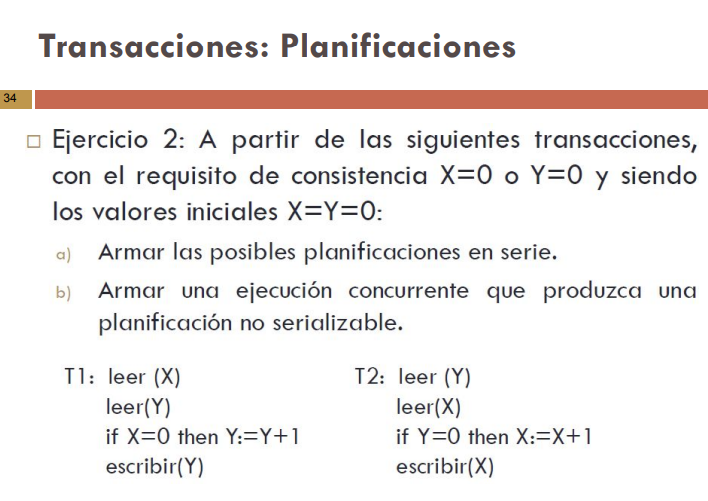 Transacciones: Planificaciones
34
Ejercicio 2: A partir de las siguientes transacciones,
con el requisito de consistencia X=0 o Y=0 y siendo
los valores iniciales X=Y=0:
a) Armar las posibles planificaciones en serie.
b) Armar una ejecución concurrente que produzca una
planificación no serializable.
T1: leer (X)
leer(Y)
if X=0 then Y:=Y+1
escribir(Y)
T2: leer (Y)
leer(X)
if Y=0 then X:=X+1
escribir(X)